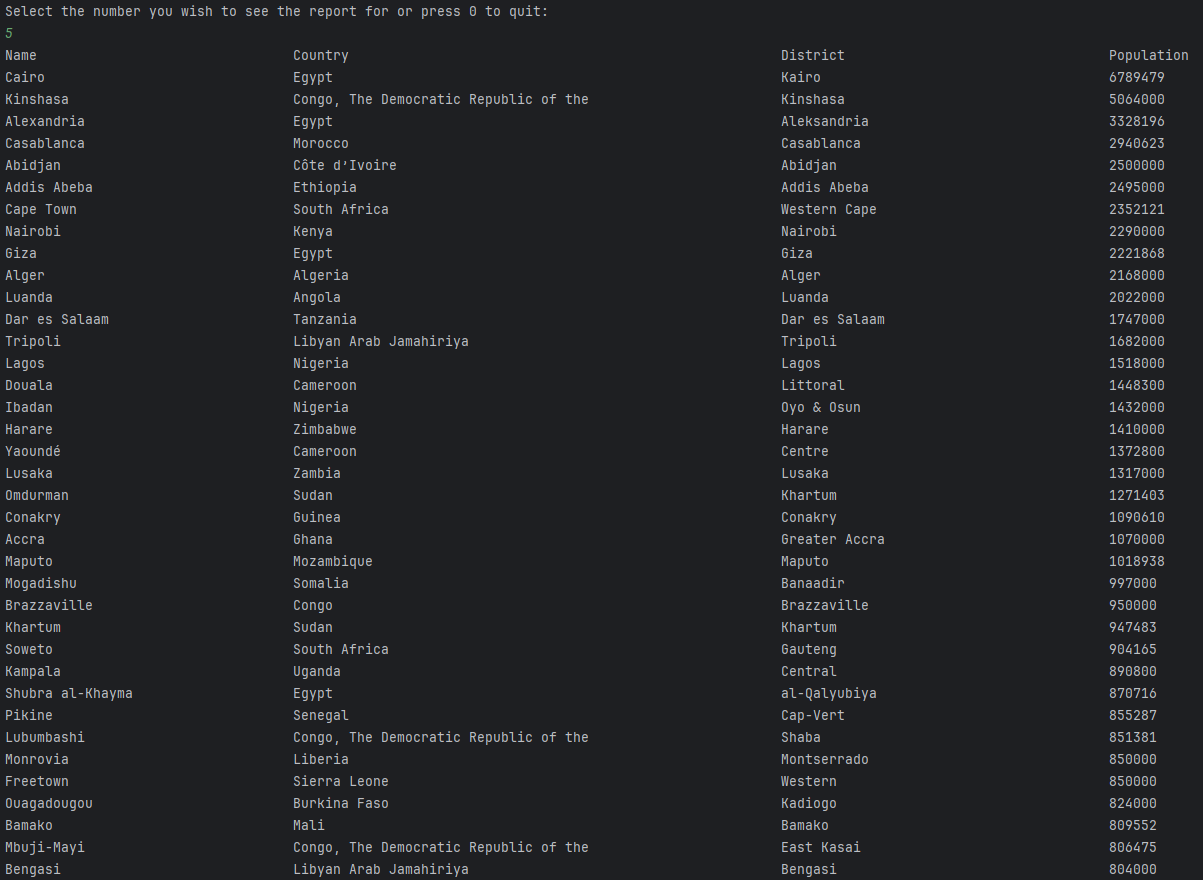 Select the number you wish to see the report for or press 0 to quit:
5
Name Country District Population
Cairo Egypt Kairo 6789479
Kinshasa Congo, The Democratic Republic of the Kinshasa 5064000
Alexandria Egypt Aleksandria 3328196
Casablanca Morocco Casablanca 2940623
Abidjan Côte d’Ivoire Abidjan 2500000
Addis Abeba Ethiopia Addis Abeba 2495000
Cape Town South Africa Western Cape 2352121
Nairobi Kenya Nairobi 2290000
Giza Egypt Giza 2221868
Alger Algeria Alger 2168000
Luanda Angola Luanda 2022000
Dar es Salaam Tanzania Dar es Salaam 1747000
Tripoli Libyan Arab Jamahiriya Tripoli 1682000
Lagos Nigeria Lagos 1518000
Douala Cameroon Littoral 1448300
Ibadan Nigeria Oyo & Osun 1432000
Harare Zimbabwe Harare 1410000
Yaoundé Cameroon Centre 1372800
Lusaka Zambia Lusaka 1317000
Omdurman Sudan Khartum 1271403
Conakry Guinea Conakry 1090610
Accra Ghana Greater Accra 1070000
Maputo Mozambique Maputo 1018938
Mogadishu Somalia Banaadir 997000
Brazzaville Congo Brazzaville 950000
Khartum Sudan Khartum 947483
Soweto South Africa Gauteng 904165
Kampala Uganda Central 890800
Shubra al-Khayma Egypt al-Qalyubiya 870716
Pikine Senegal Cap-Vert 855287
Lubumbashi Congo, The Democratic Republic of the Shaba 851381
Monrovia Liberia Montserrado 850000
Freetown Sierra Leone Western 850000
Ouagadougou Burkina Faso Kadiogo 824000
Bamako Mali Bamako 809552
Mbuji-Mayi Congo, The Democratic Republic of the East Kasai 806475
Bengasi Libyan Arab Jamahiriya Bengasi 804000